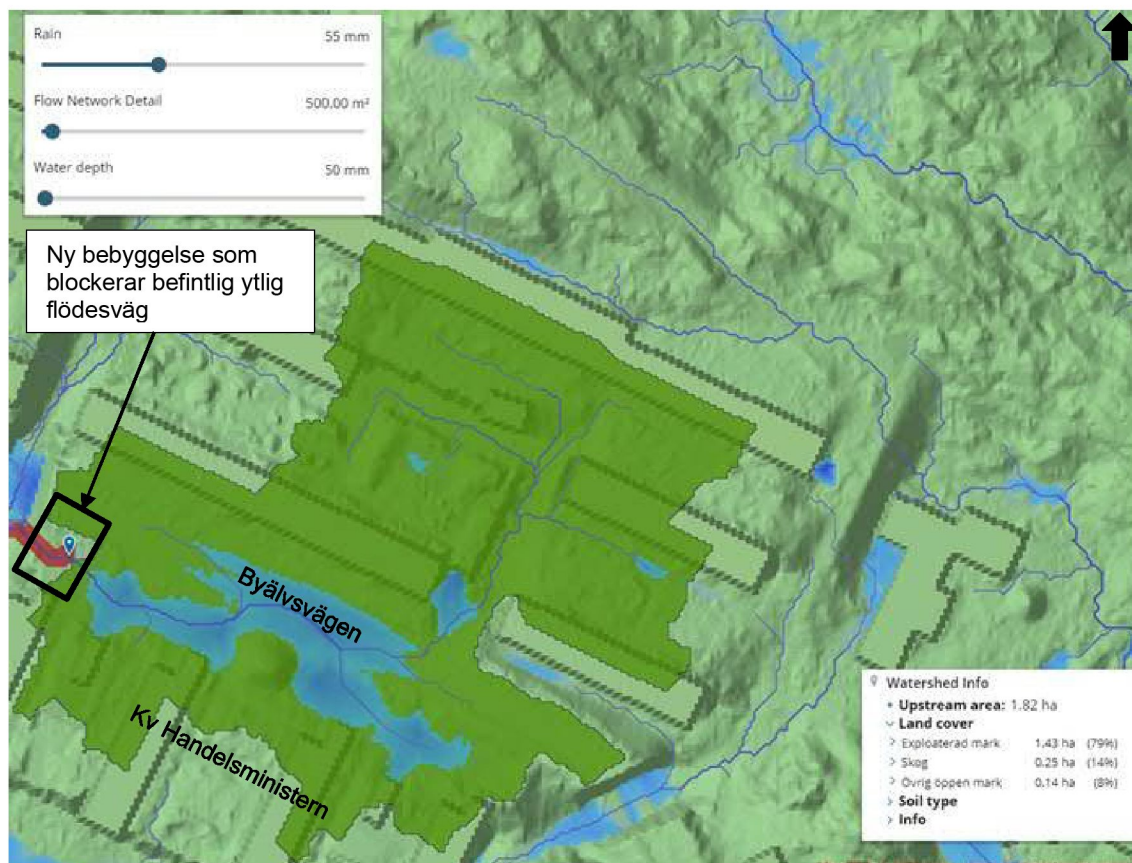 Rain 55 mm
Flow Network Detail 500.00 m²
Water depth 50 mm
Ny bebyggelse som
blockerar befintlig ytlig
flödesväg
Byälvsvägen
Kv Handelsministern
Watershed Info
Upstream area: 1.82 ha
Land cover
Exploaterad mark 1.43 ha (79%)
Skog 0.25 ha (14%)
Övrig öppen mark 0.14 ha (8%)
Soil type
Info